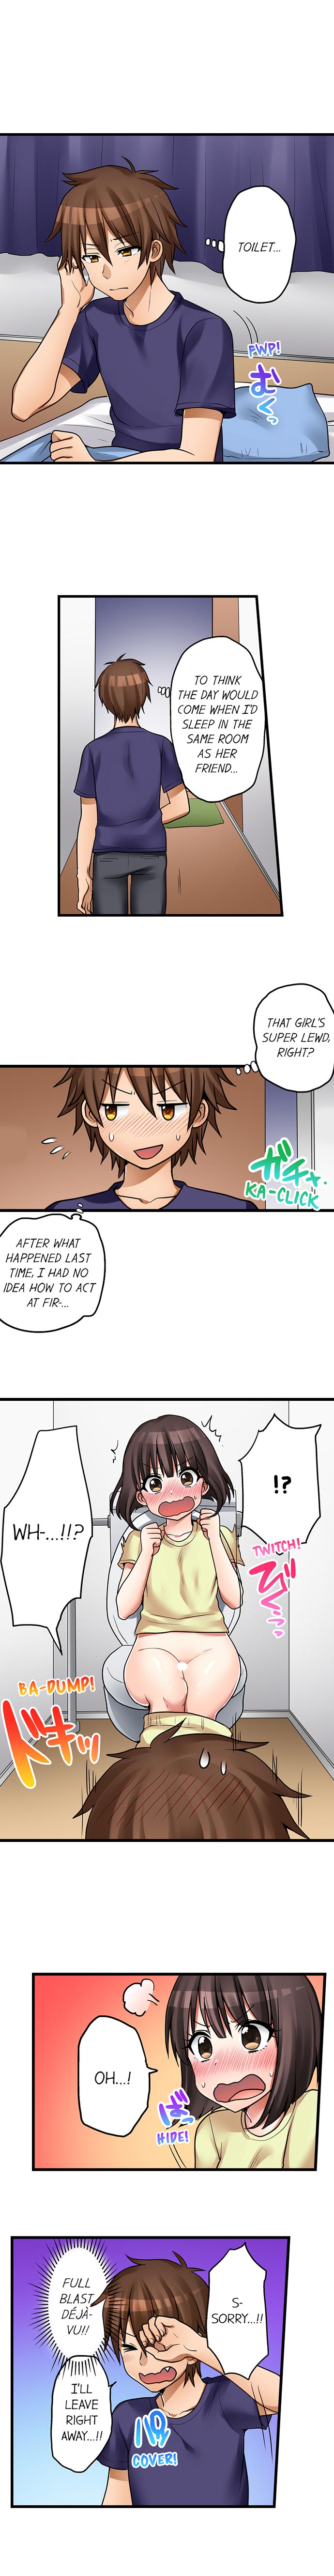 TOILET...
FWP!
むくっ
TO THINK
THE DAY WOULD
COME WHEN I'D
SLEEP IN THE
SAME ROOM
AS HER
FRIEND...
THAT GIRL'S
SUPER LEWD,
RIGHT?
ガチャ.
KA-CLICK
AFTER WHAT
HAPPENED LAST
TIME, I HAD NO
IDEA HOW TO ACT
AT FIR-...
!?
WH-...!!?
TWITCH!
びくっ
BA-DUMP!
ドキッ
OH...!
ばっ
HIDE!
S-
SORRY...!!
FULL
BLAST
DÉJÀ-
VU!!
I'LL
LEAVE
RIGHT
AWAY...!!
COVER!